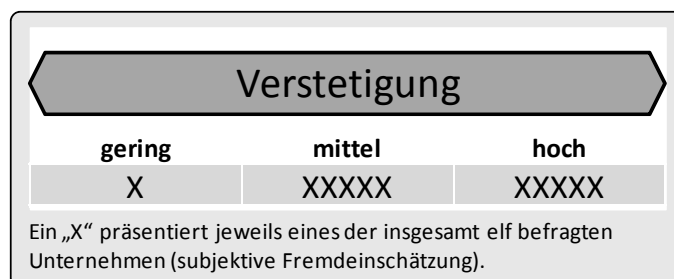 Verstetigung
gering mittel hoch
X XXXXX XXXXX
Ein „X“ präsentiert jeweils eines der insgesamt elf befragten
Unternehmen (subjektive Fremdeinschätzung).